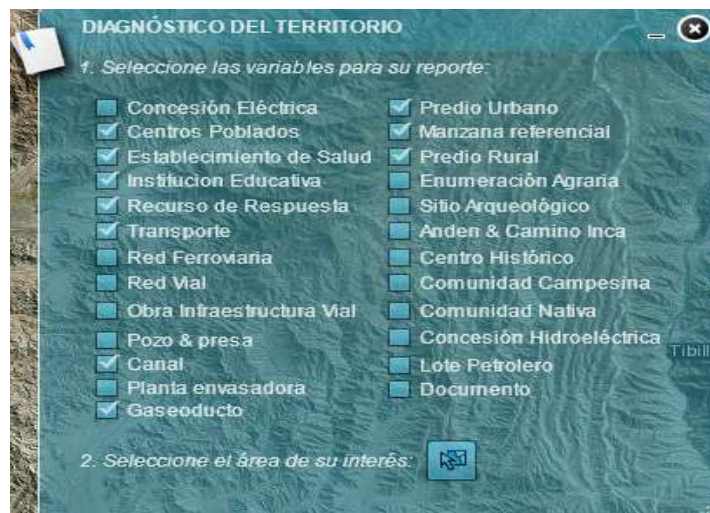 DIAGNÓSTICO DEL TERRITORIO
1. Seleccione las variables para su reporte:
Concesión Eléctrica
Centros Poblados
Establecimiento de Salud
Institucion Educativa
Recurso de Respuesta
Transporte
Red Ferroviaria
Red Vial
Obra Infraestructura Vial
Pozo & presa
Canal
Planta envasadora
Gaseoducto
Predio Urbano
Manzana referencial
Predio Rural
Enumeración Agraria
Sitio Arqueológico
Anden & Camino Inca
Centro Histórico
Comunidad Campesina
Comunidad Nativa
Concesión Hidroeléctrica
Lote Petrolero
Documento
Tibill
2. Seleccione el área de su interés: